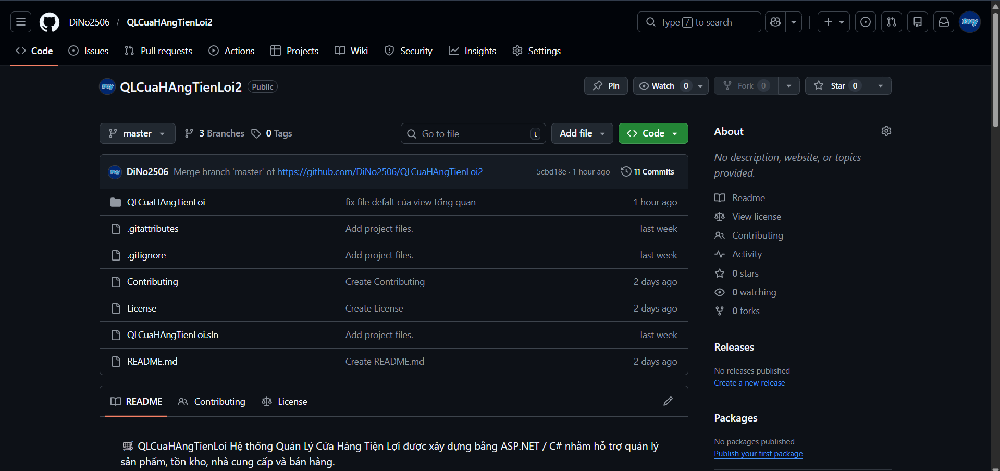 DiNo2506 / QLCuaHAngTienLoi2
Type / to search
Duy
Code
Issues
Pull requests
Actions
Projects
Wiki
Security
Insights
Settings
Duy
QLCuaHAngTienLoi2
Public
Pin
Watch 0
Fork 0
Star 0
master
3 Branches
0 Tags
Go to file
t
Add file
Code
Duy
DiNo2506 Merge branch 'master' of https://github.com/DiNo2506/QLCuaHAngTienLoi2
5cbd18e · 1 hour ago
11 Commits
QLCuaHAngTienLoi fix file defalt của view tổng quan 1 hour ago
.gitattributes Add project files. last week
.gitignore Add project files. last week
Contributing Create Contributing 2 days ago
License Create License 2 days ago
QLCuaHAngTienLoi.sln Add project files. last week
README.md Create README.md 2 days ago
README
Contributing
License
QLCuaHAngTienLoi Hệ thống Quản Lý Cửa Hàng Tiện Lợi được xây dựng bằng ASP.NET / C# nhằm hỗ trợ quản lý
sản phẩm, tồn kho, nhà cung cấp và bán hàng.
About
No description, website, or topics
provided.
Readme
View license
Contributing
Activity
0 stars
0 watching
0 forks
Releases
No releases published
Create a new release
Packages
No packages published
Publish your first package